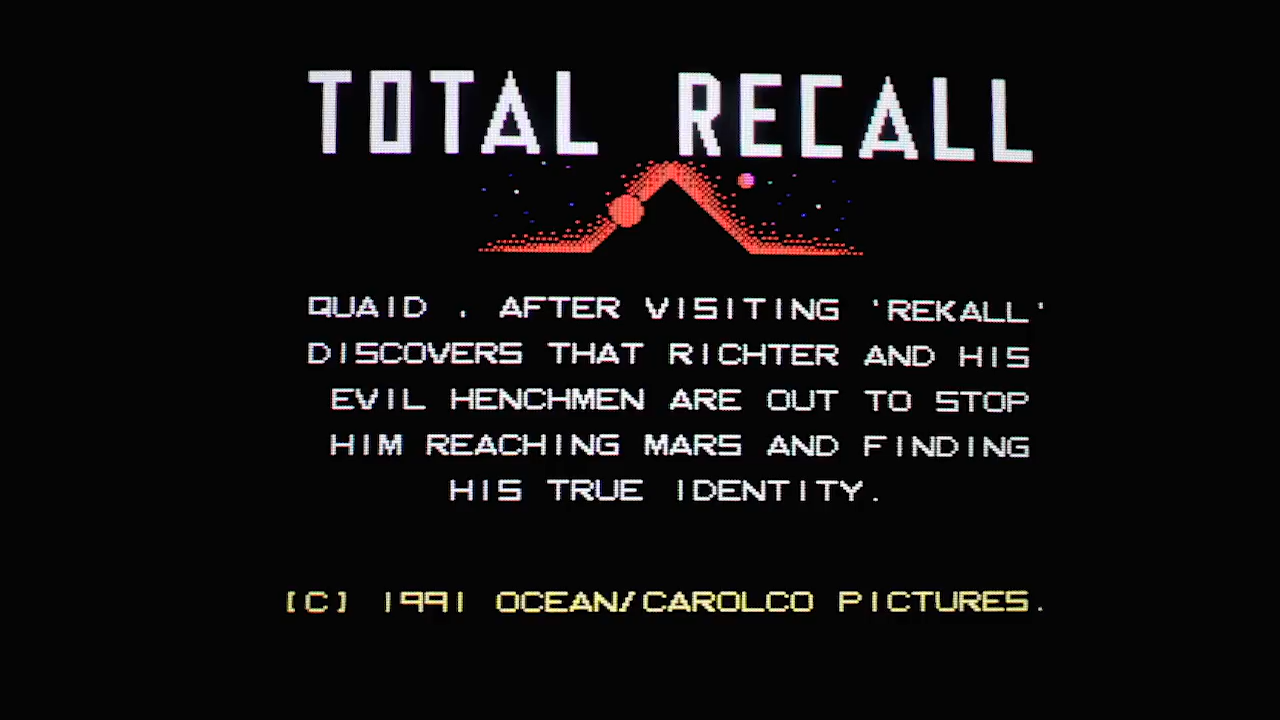 TOTAL RECALL
QUAID , AFTER VISITING 'REKALL'
DISCOVERS THAT RICHTER AND HIS
EVIL HENCHMEN ARE OUT TO STOP
HIM REACHING MARS AND FINDING
HIS TRUE IDENTITY.
[C] 1991 OCEAN/CAROLCO PICTURES.